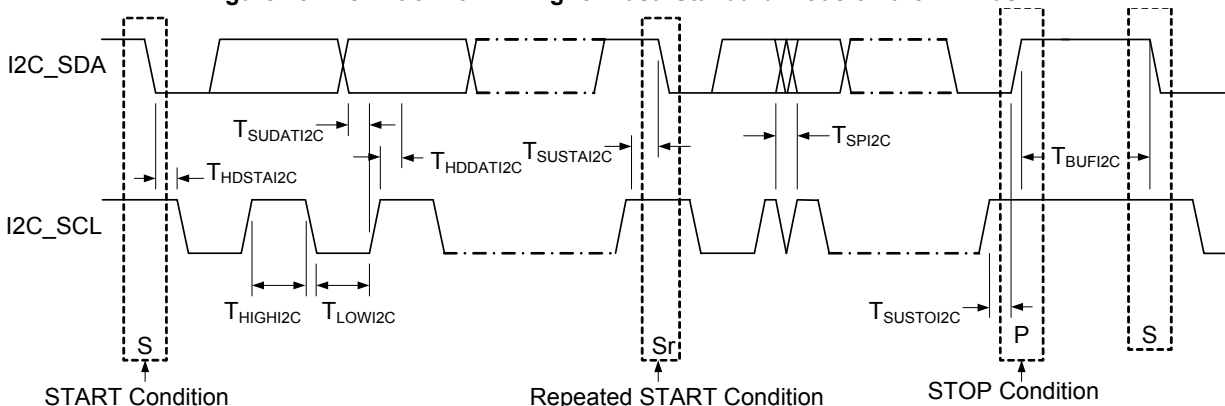 I2C_SDA
T_SUDATI2C
T_HDDATI2C
T_SUSTAI2C
T_SPI2C
T_BUFI2C
T_HDSTAI2C
I2C_SCL
T_HIGHI2C
T_LOWI2C
T_SUSTOI2C
S
Sr
P
S
START Condition
Repeated START Condition
STOP Condition